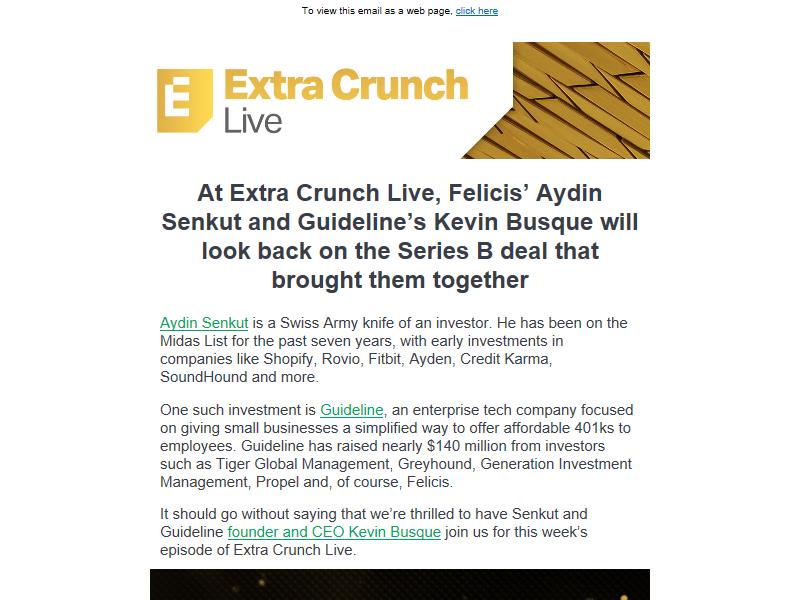 To view this email as a web page, click here
E Extra Crunch
Live
At Extra Crunch Live, Felicis’ Aydin
Senkut and Guideline’s Kevin Busque will
look back on the Series B deal that
brought them together
Aydin Senkut is a Swiss Army knife of an investor. He has been on the
Midas List for the past seven years, with early investments in
companies like Shopify, Rovio, Fitbit, Ayden, Credit Karma,
SoundHound and more.
One such investment is Guideline, an enterprise tech company focused
on giving small businesses a simplified way to offer affordable 401ks to
employees. Guideline has raised nearly $140 million from investors
such as Tiger Global Management, Greyhound, Generation Investment
Management, Propel and, of course, Felicis.
It should go without saying that we’re thrilled to have Senkut and
Guideline founder and CEO Kevin Busque join us for this week’s
episode of Extra Crunch Live.